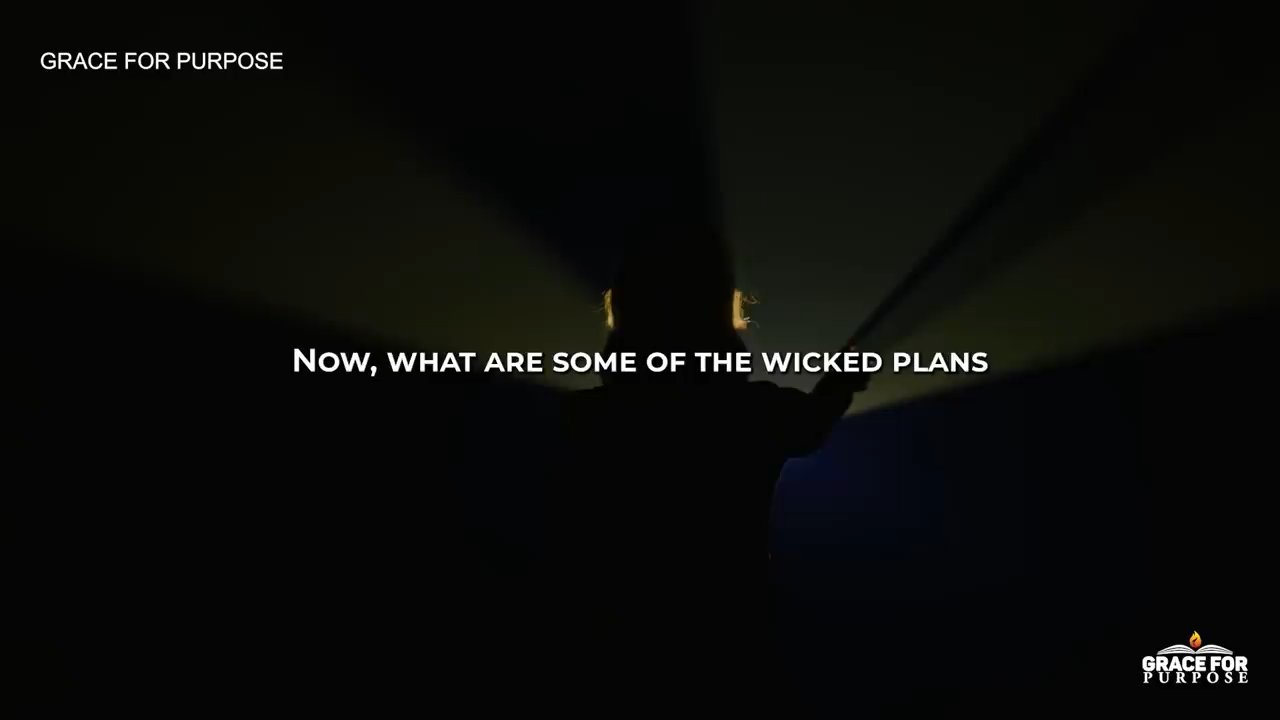 GRACE FOR PURPOSE
NOW, WHAT ARE SOME OF THE WICKED PLANS
GRACE FOR
PURPOSE